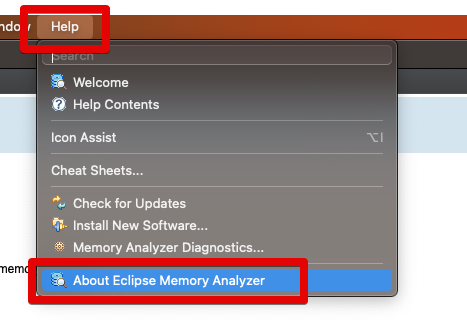 ndow Help
Search
Welcome
Help Contents
Icon Assist ⌥I
Cheat Sheets...
Check for Updates
Install New Software...
Memory Analyzer Diagnostics...
memo
About Eclipse Memory Analyzer